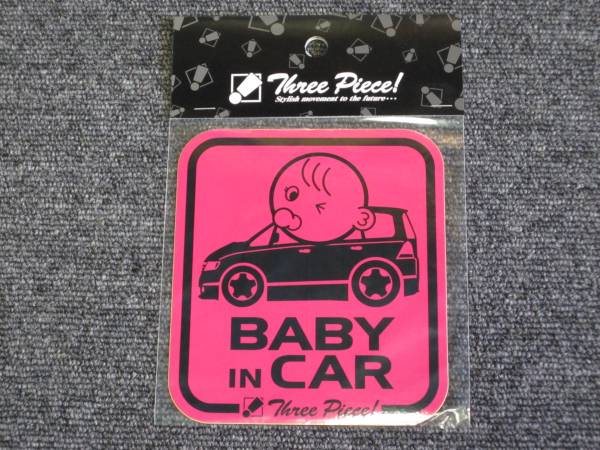 Three Piece!
Stylish movement to the future・・・
BABY
IN CAR
Three Piece!